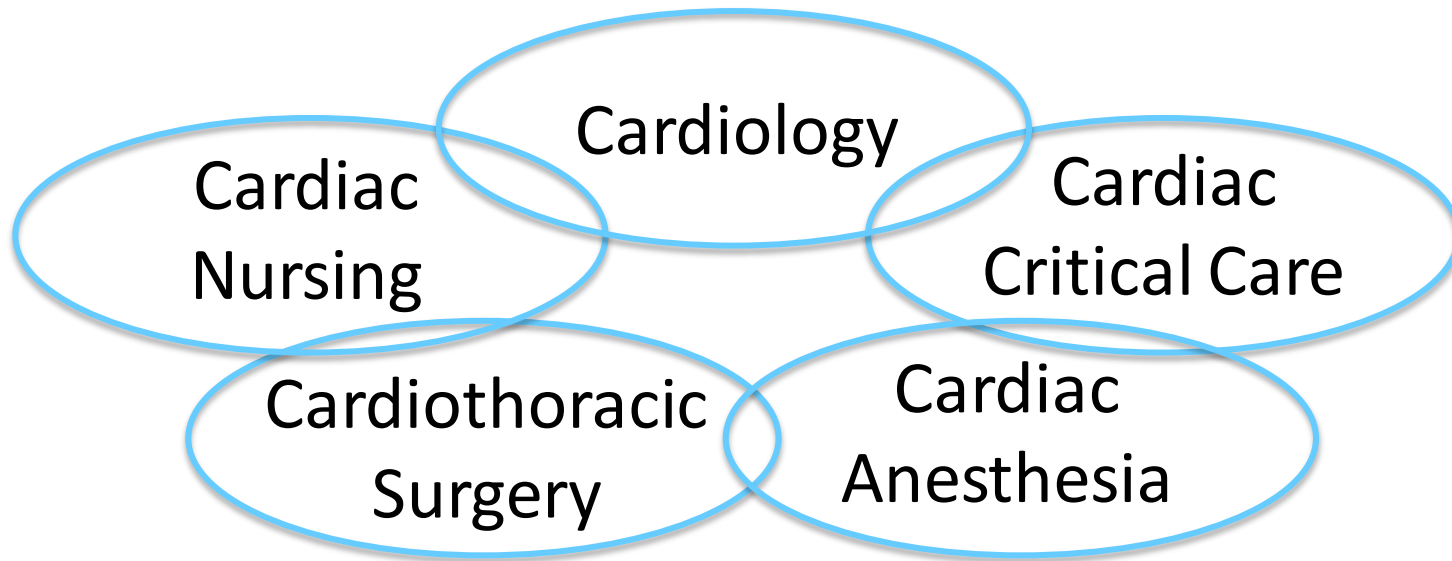 Cardiology
Cardiac
Nursing
Cardiac
Critical Care
Cardiothoracic
Surgery
Cardiac
Anesthesia